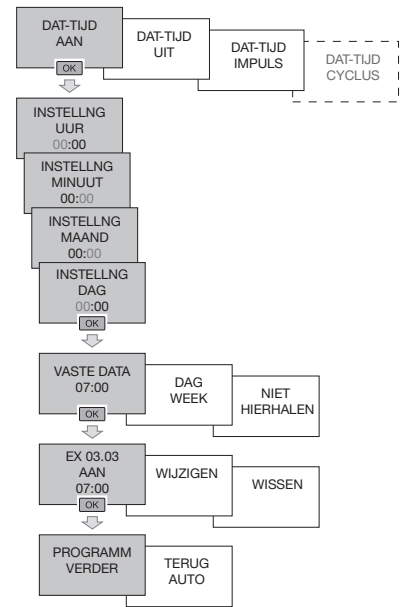 DAT-TIJD
AAN
OK
DAT-TIJD
UIT
DAT-TIJD
IMPULS
DAT-TIJD
CYCLUS
INSTELLNG
UUR
00:00
INSTELLNG
MINUUT
00:00
INSTELLNG
MAAND
00:00
INSTELLNG
DAG
00:00
OK
VASTE DATA
07:00
OK
DAG
WEEK
NIET
HIERHALEN
EX 03.03
AAN
07:00
OK
WIJZIGEN
WISSEN
PROGRAMM
VERDER
TERUG
AUTO